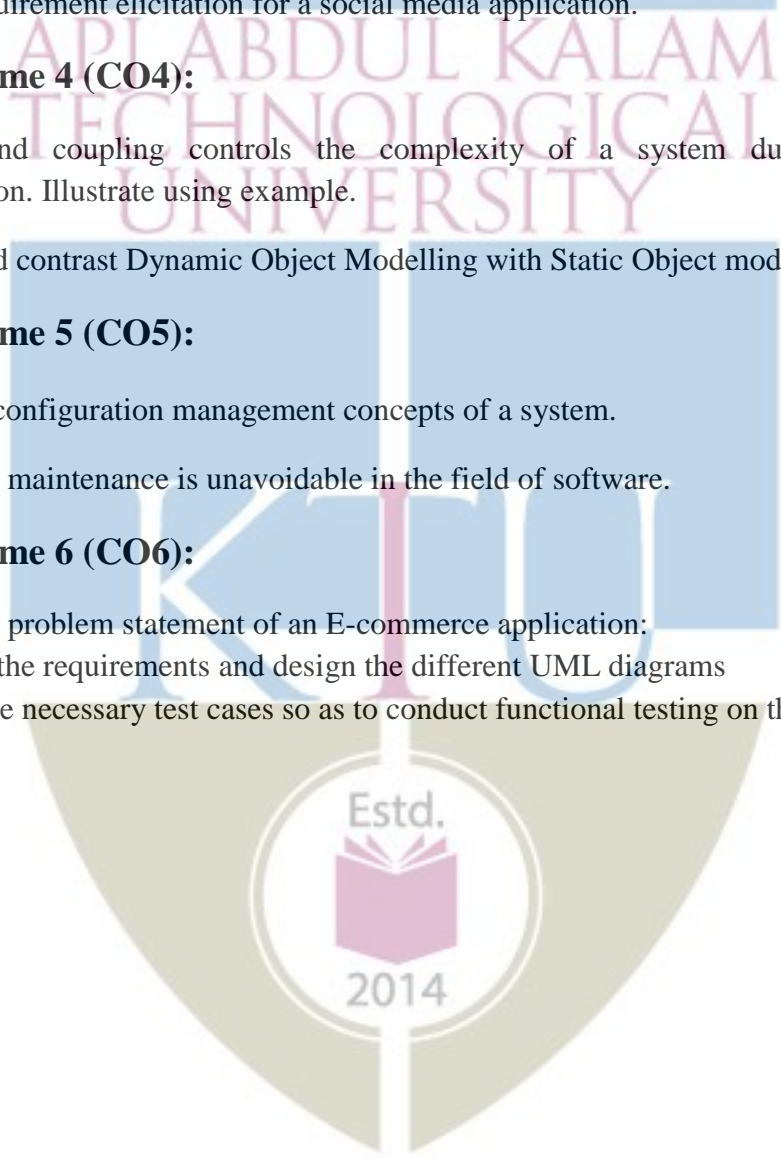 uirement elicitation for a social media application.
API ABDUL KALAM
me 4 (CO4):
TECHNOLOGICAL
nd coupling controls the complexity of a system du
on. Illustrate using example.
UNIVERSITY
d contrast Dynamic Object Modelling with Static Object mod
me 5 (CO5):
configuration management concepts of a system.
maintenance is unavoidable in the field of software.
KTU
me 6 (CO6):
problem statement of an E-commerce application:
the requirements and design the different UML diagrams
e necessary test cases so as to conduct functional testing on th
Estd.
2014